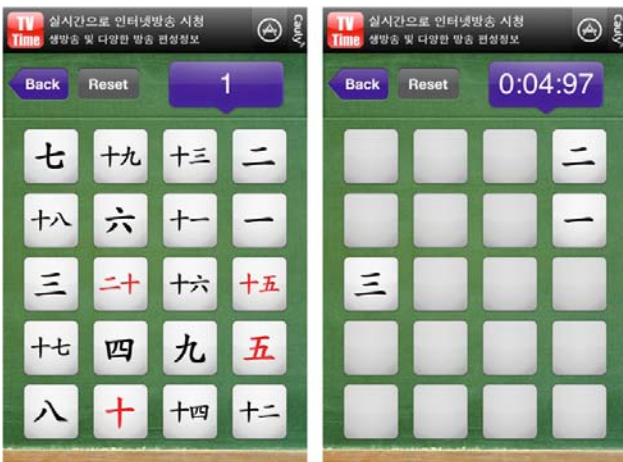 TV Time
실시간으로 인터넷방송 시청
생방송 및 다양한 방송 편성정보
Cauly
Back Reset 1
七 十九 十三 二
十八 六 十一 一
三 二十 十六 十五
十七 四 九 五
八 十 十四 十二
TV Time
실시간으로 인터넷방송 시청
생방송 및 다양한 방송 편성정보
Cauly
Back Reset 0:04:97
二
一
三